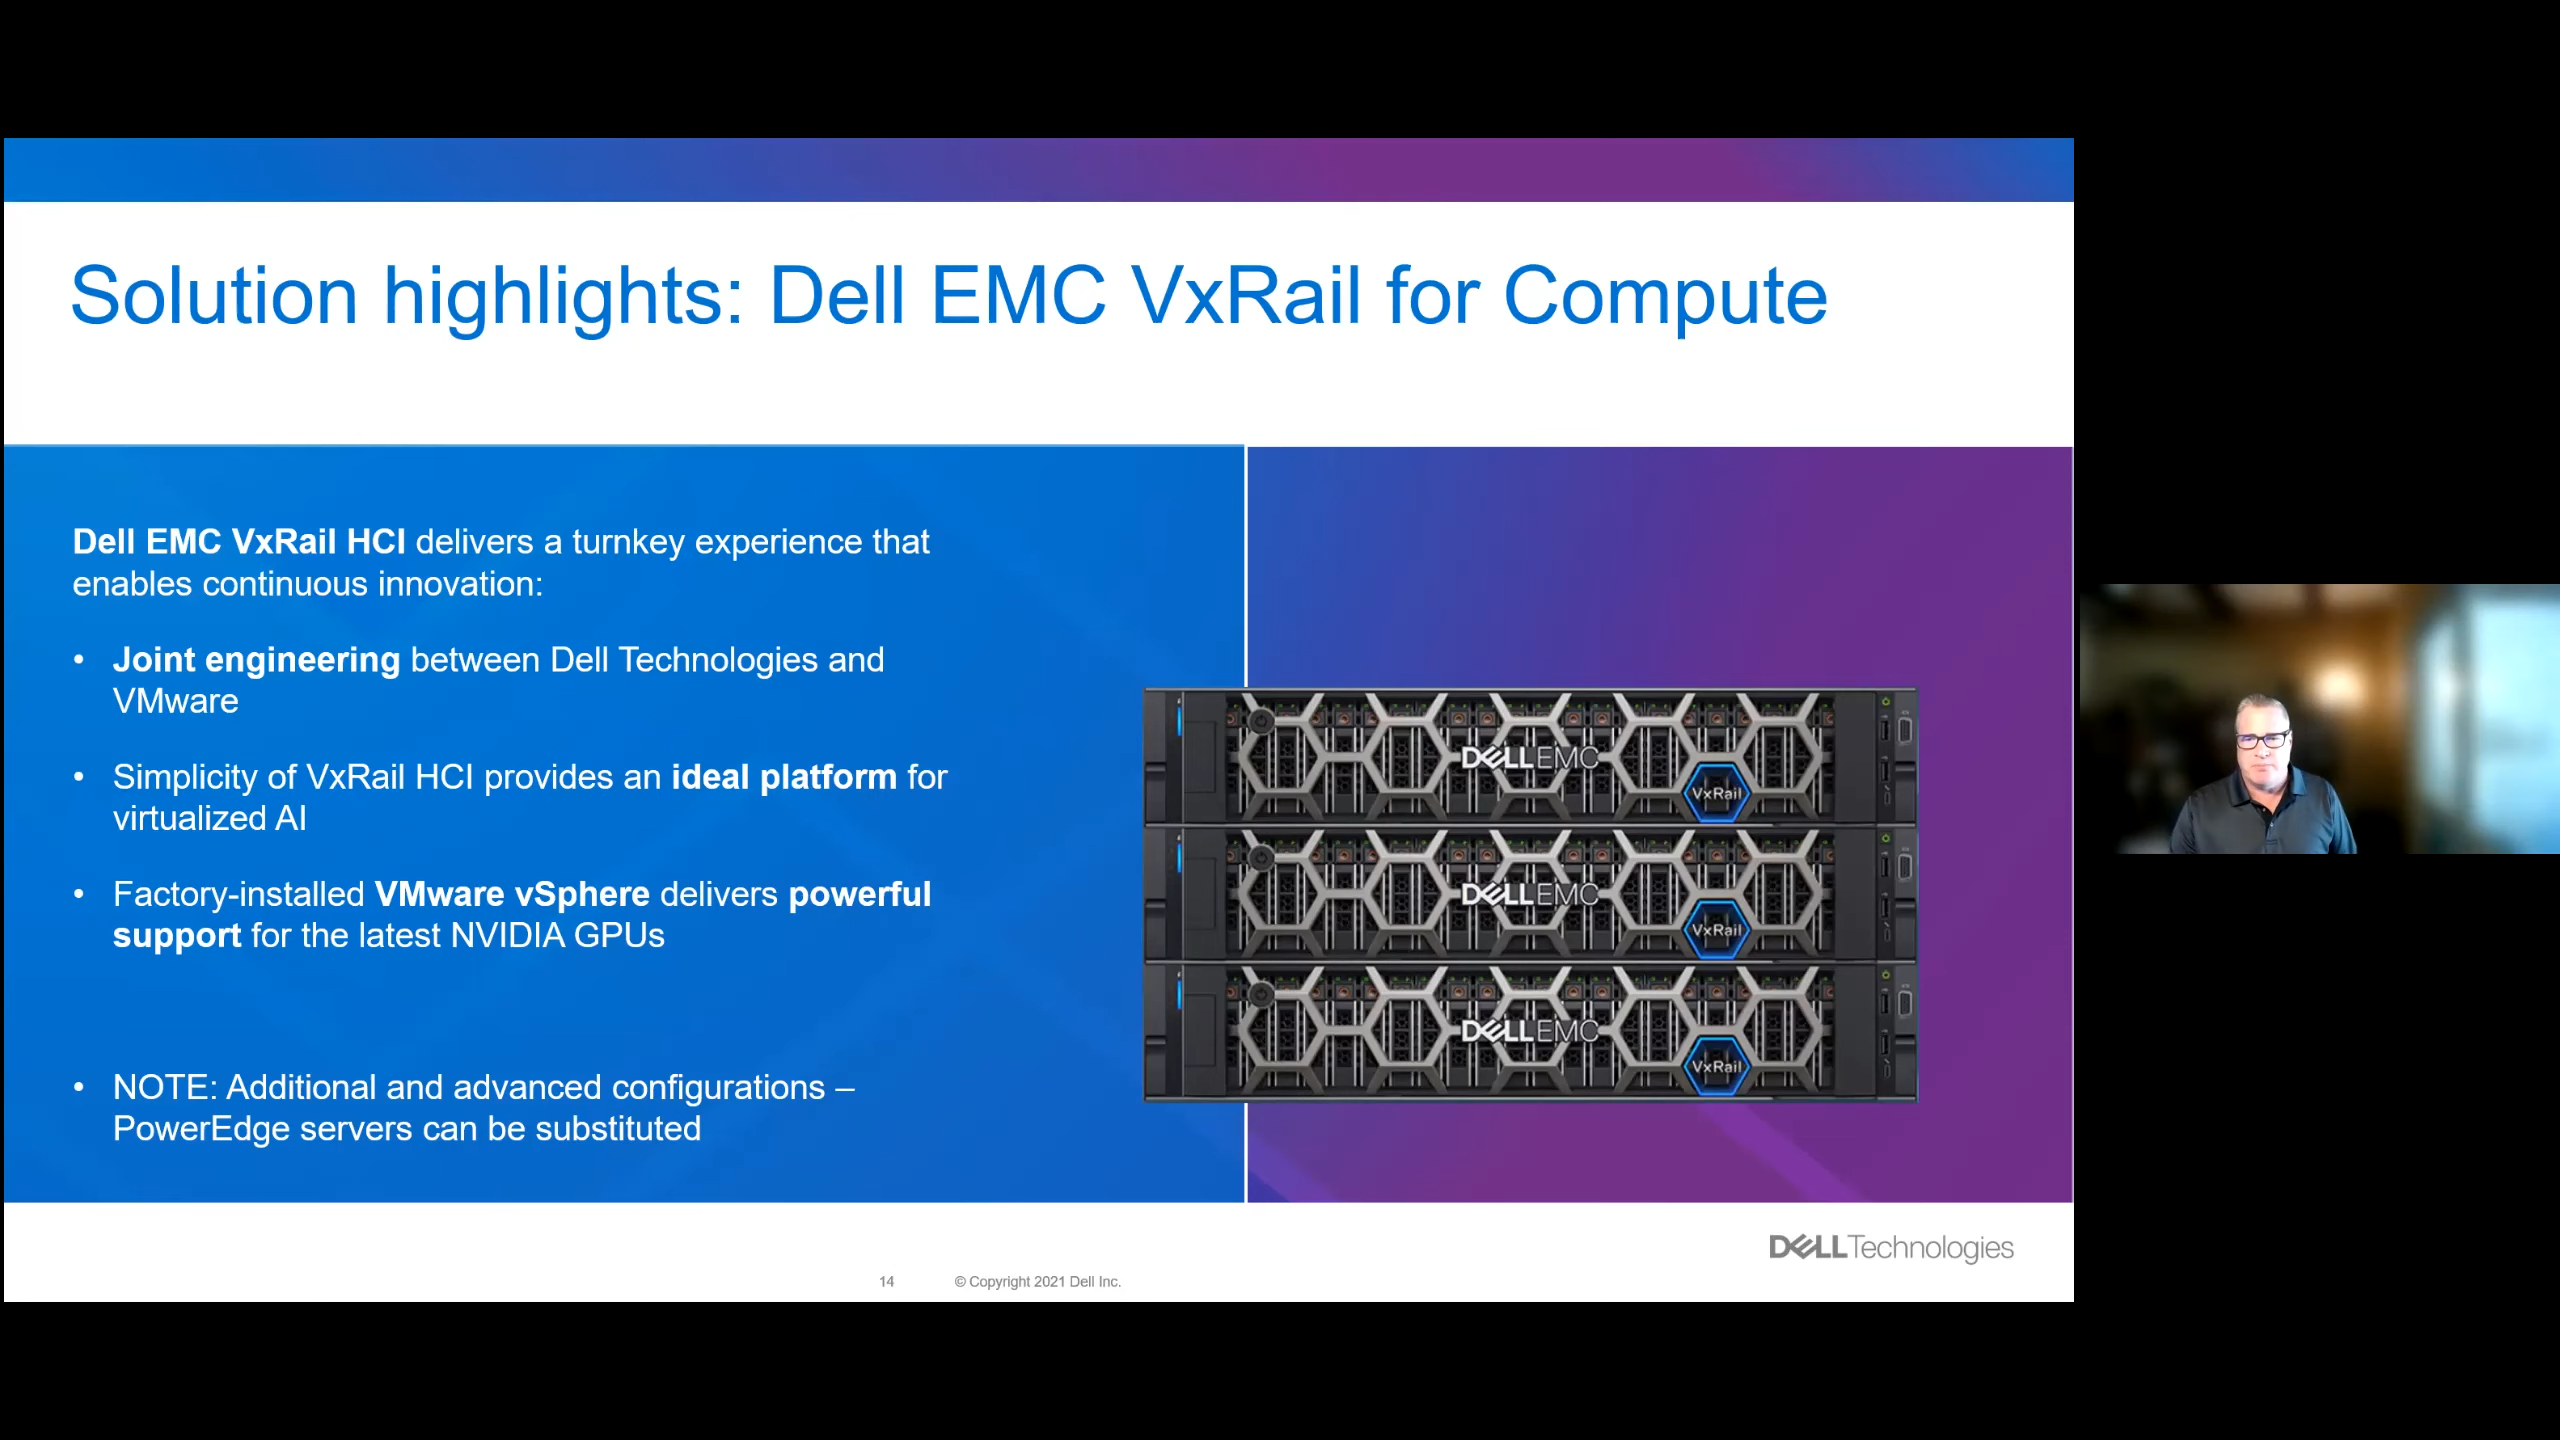 Solution highlights: Dell EMC VxRail for Compute
Dell EMC VxRail HCI delivers a turnkey experience that
enables continuous innovation:
• Joint engineering between Dell Technologies and
VMware
• Simplicity of VxRail HCI provides an ideal platform for
virtualized AI
• Factory-installed VMware vSphere delivers powerful
support for the latest NVIDIA GPUs
• NOTE: Additional and advanced configurations –
PowerEdge servers can be substituted
DELLEMC
VxRail
DELLEMC
VxRail
DELLEMC
VxRail
DELLTechnologies
14 © Copyright 2021 Dell Inc.